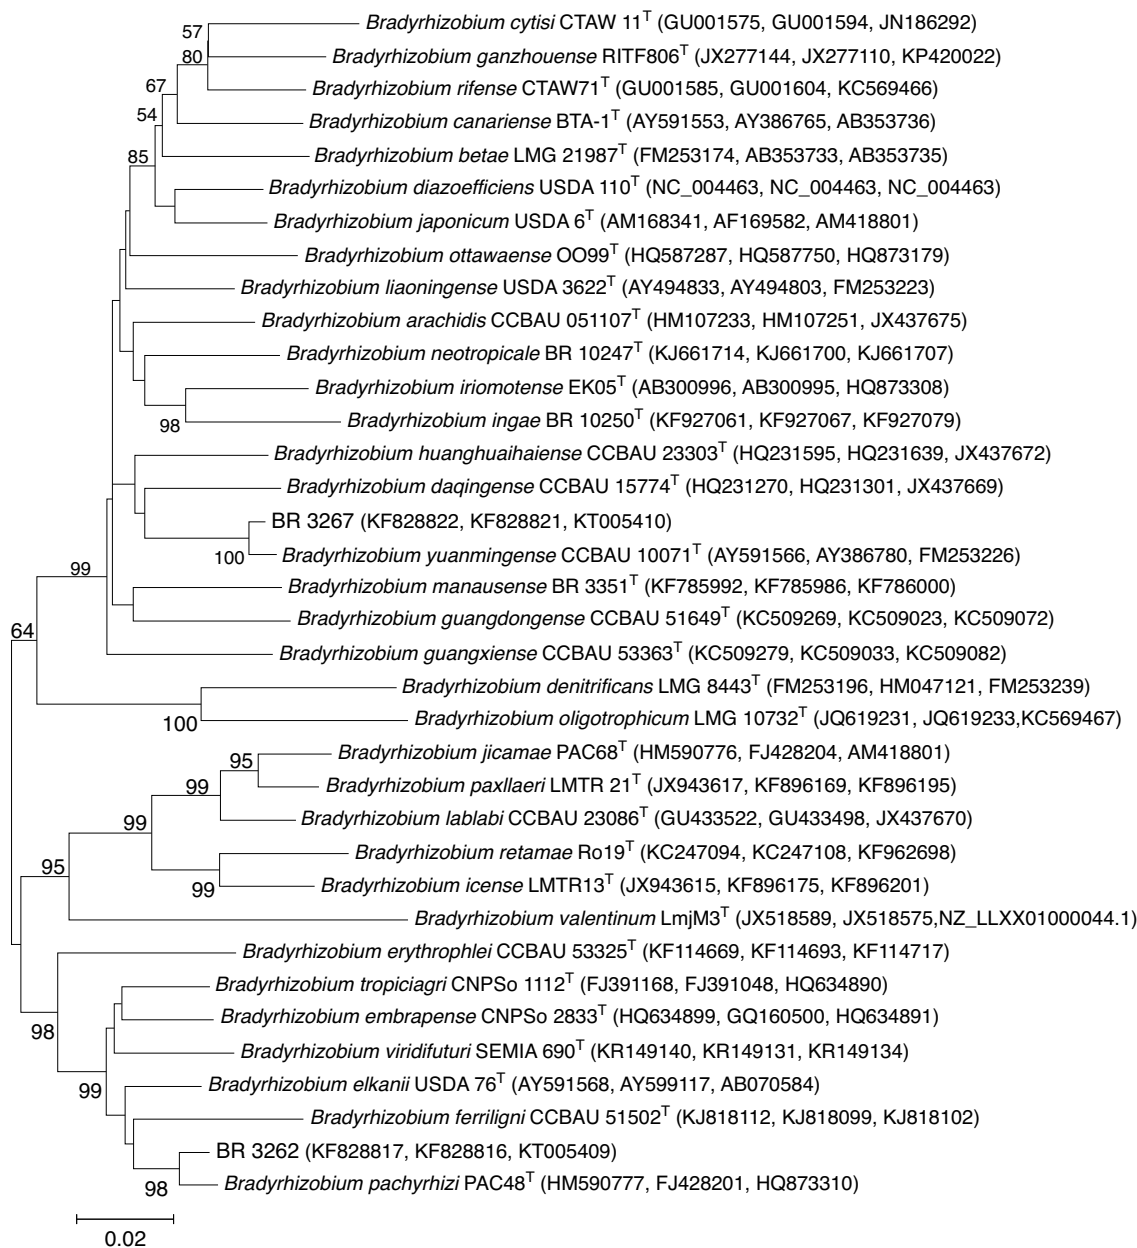 Bradyrhizobium cytisi CTAW 11ᵀ (GU001575, GU001594, JN186292)
57
Bradyrhizobium ganzhouense RITF806ᵀ (JX277144, JX277110, KP420022)
80
Bradyrhizobium rifense CTAW71ᵀ (GU001585, GU001604, KC569466)
67
Bradyrhizobium canariense BTA-1ᵀ (AY591553, AY386765, AB353736)
54
Bradyrhizobium betae LMG 21987ᵀ (FM253174, AB353733, AB353735)
85
Bradyrhizobium diazoefficiens USDA 110ᵀ (NC_004463, NC_004463, NC_004463)
Bradyrhizobium japonicum USDA 6ᵀ (AM168341, AF169582, AM418801)
Bradyrhizobium ottawaense OO99ᵀ (HQ587287, HQ587750, HQ873179)
Bradyrhizobium liaoningense USDA 3622ᵀ (AY494833, AY494803, FM253223)
Bradyrhizobium arachidis CCBAU 051107ᵀ (HM107233, HM107251, JX437675)
Bradyrhizobium neotropicale BR 10247ᵀ (KJ661714, KJ661700, KJ661707)
Bradyrhizobium iriomotense EK05ᵀ (AB300996, AB300995, HQ873308)
Bradyrhizobium ingae BR 10250ᵀ (KF927061, KF927067, KF927079)
98
Bradyrhizobium huanghuaihaiense CCBAU 23303ᵀ (HQ231595, HQ231639, JX437672)
Bradyrhizobium daqingense CCBAU 15774ᵀ (HQ231270, HQ231301, JX437669)
BR 3267 (KF828822, KF828821, KT005410)
100
Bradyrhizobium yuanmingense CCBAU 10071ᵀ (AY591566, AY386780, FM253226)
99
Bradyrhizobium manausense BR 3351ᵀ (KF785992, KF785986, KF786000)
Bradyrhizobium guangdongense CCBAU 51649ᵀ (KC509269, KC509023, KC509072)
64
Bradyrhizobium guangxiense CCBAU 53363ᵀ (KC509279, KC509033, KC509082)
Bradyrhizobium denitrificans LMG 8443ᵀ (FM253196, HM047121, FM253239)
100
Bradyrhizobium oligotrophicum LMG 10732ᵀ (JQ619231, JQ619233,KC569467)
Bradyrhizobium jicamae PAC68ᵀ (HM590776, FJ428204, AM418801)
95
Bradyrhizobium paxllaeri LMTR 21ᵀ (JX943617, KF896169, KF896195)
99
Bradyrhizobium lablabi CCBAU 23086ᵀ (GU433522, GU433498, JX437670)
99
Bradyrhizobium retamae Ro19ᵀ (KC247094, KC247108, KF962698)
95
Bradyrhizobium icense LMTR13ᵀ (JX943615, KF896175, KF896201)
99
Bradyrhizobium valentinum LmjM3ᵀ (JX518589, JX518575,NZ_LLXX01000044.1)
Bradyrhizobium erythrophlei CCBAU 53325ᵀ (KF114669, KF114693, KF114717)
Bradyrhizobium tropiciagri CNPSo 1112ᵀ (FJ391168, FJ391048, HQ634890)
Bradyrhizobium embrapense CNPSo 2833ᵀ (HQ634899, GQ160500, HQ634891)
98
Bradyrhizobium viridifuturi SEMIA 690ᵀ (KR149140, KR149131, KR149134)
99
Bradyrhizobium elkanii USDA 76ᵀ (AY591568, AY599117, AB070584)
Bradyrhizobium ferriligni CCBAU 51502ᵀ (KJ818112, KJ818099, KJ818102)
BR 3262 (KF828817, KF828816, KT005409)
98
Bradyrhizobium pachyrhizi PAC48ᵀ (HM590777, FJ428201, HQ873310)
0.02